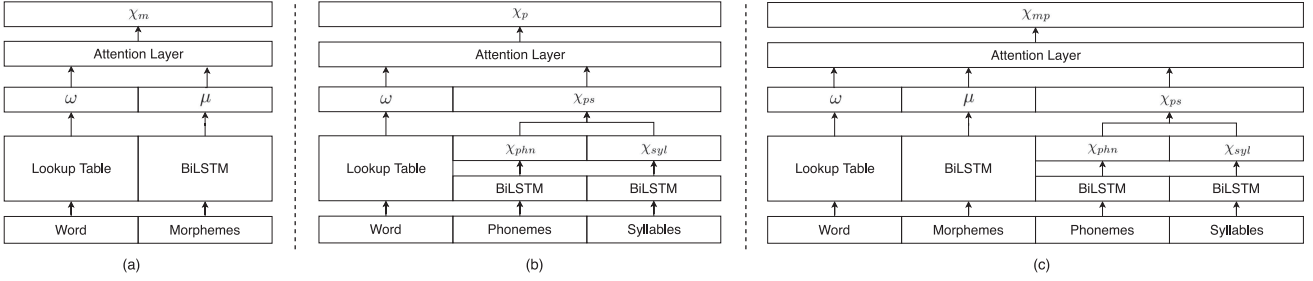 χm
Attention Layer
ω μ
Lookup Table BiLSTM
Word Morphemes
(a)
χp
Attention Layer
ω χps
χphn χsyl
Lookup Table
BiLSTM BiLSTM
Word Phonemes Syllables
(b)
χmp
Attention Layer
ω μ χps
χphn χsyl
Lookup Table BiLSTM
BiLSTM BiLSTM
Word Morphemes Phonemes Syllables
(c)